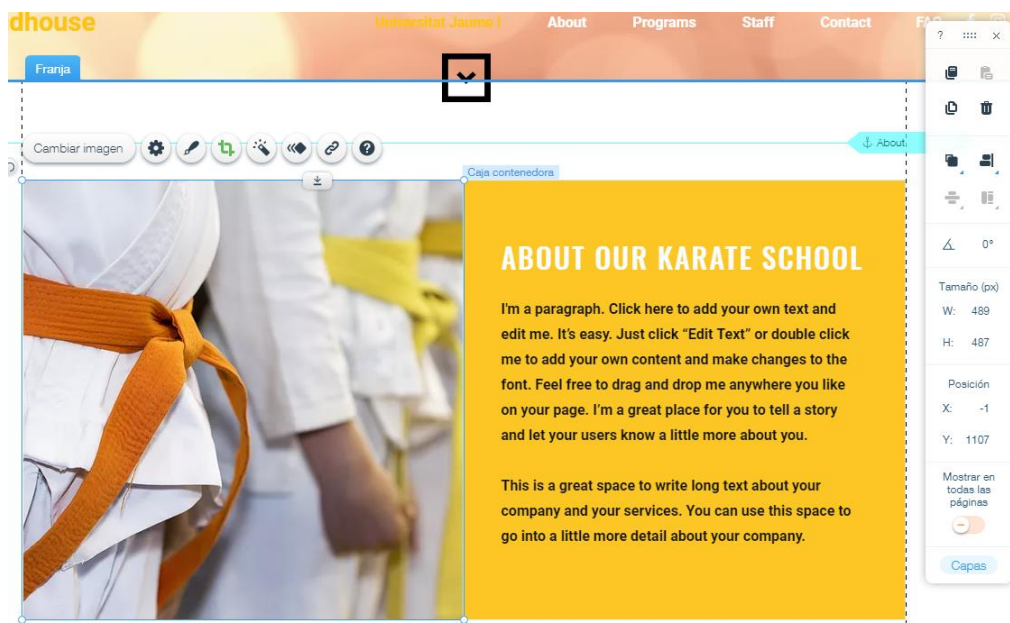 dhouse
Universitat Jaume I
About
Programs
Staff
Contact
FAQ
Franja
Cambiar imagen
About
Caja contenedora
ABOUT OUR KARATE SCHOOL
I'm a paragraph. Click here to add your own text and
edit me. It's easy. Just click “Edit Text” or double click
me to add your own content and make changes to the
font. Feel free to drag and drop me anywhere you like
on your page. I’m a great place for you to tell a story
and let your users know a little more about you.
This is a great space to write long text about your
company and your services. You can use this space to
go into a little more detail about your company.
?
0°
Tamaño (px)
W: 489
H: 487
Posición
X: -1
Y: 1107
Mostrar en
todas las
páginas
Capas